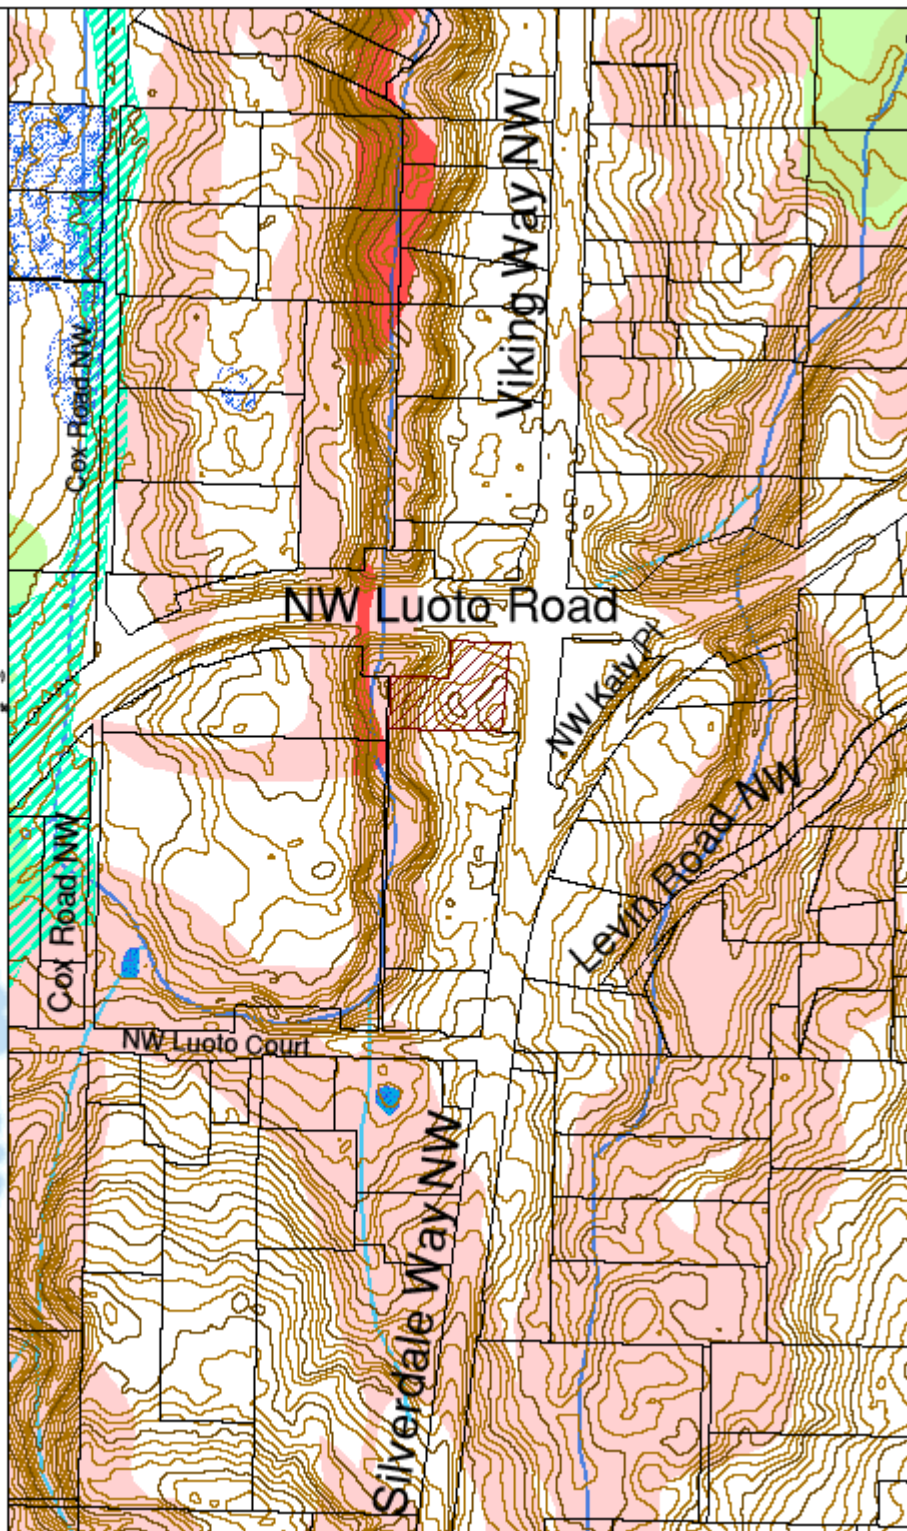 Viking Way NW
Cox Road NW
NW Luoto Road
NW Katy Pl
Levin Road NW
Cox Road NW
NW Luoto Court
Silverdale Way NW